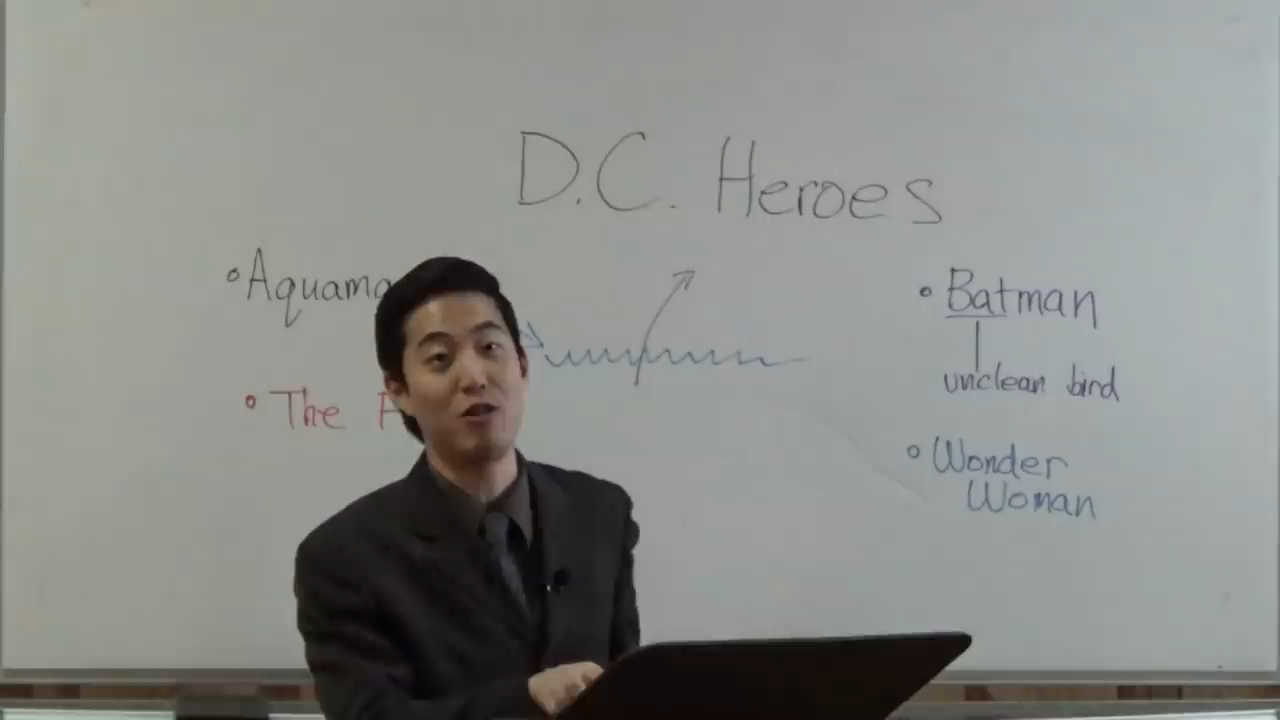 D.C. Heroes
• Aquama
• The F
• Batman
unclean bird
• Wonder
Woman